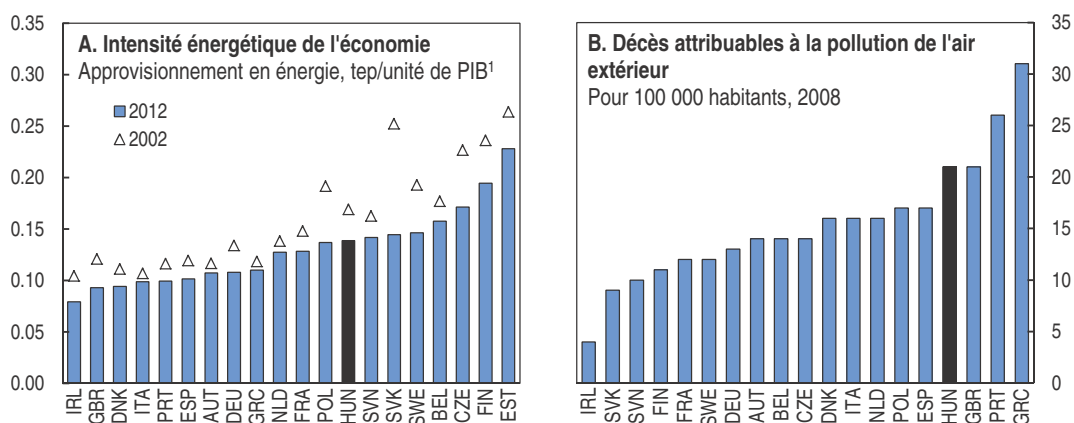 A. Intensité énergétique de l'économie
Approvisionnement en énergie, tep/unité de PIB¹
2012
2002
0.35
0.30
0.25
0.20
0.15
0.10
0.05
0.00
IRL
GBR
DNK
ITA
PRT
ESP
AUT
DEU
GRC
NLD
FRA
POL
HUN
SVN
SVK
SWE
BEL
CZE
FIN
EST
B. Décès attribuables à la pollution de l'air
extérieur
Pour 100 000 habitants, 2008
35
30
25
20
15
10
5
0
IRL
SVK
SVN
FIN
FRA
SWE
DEU
AUT
BEL
CZE
DNK
ITA
NLD
POL
ESP
HUN
GBR
PRT
GRC